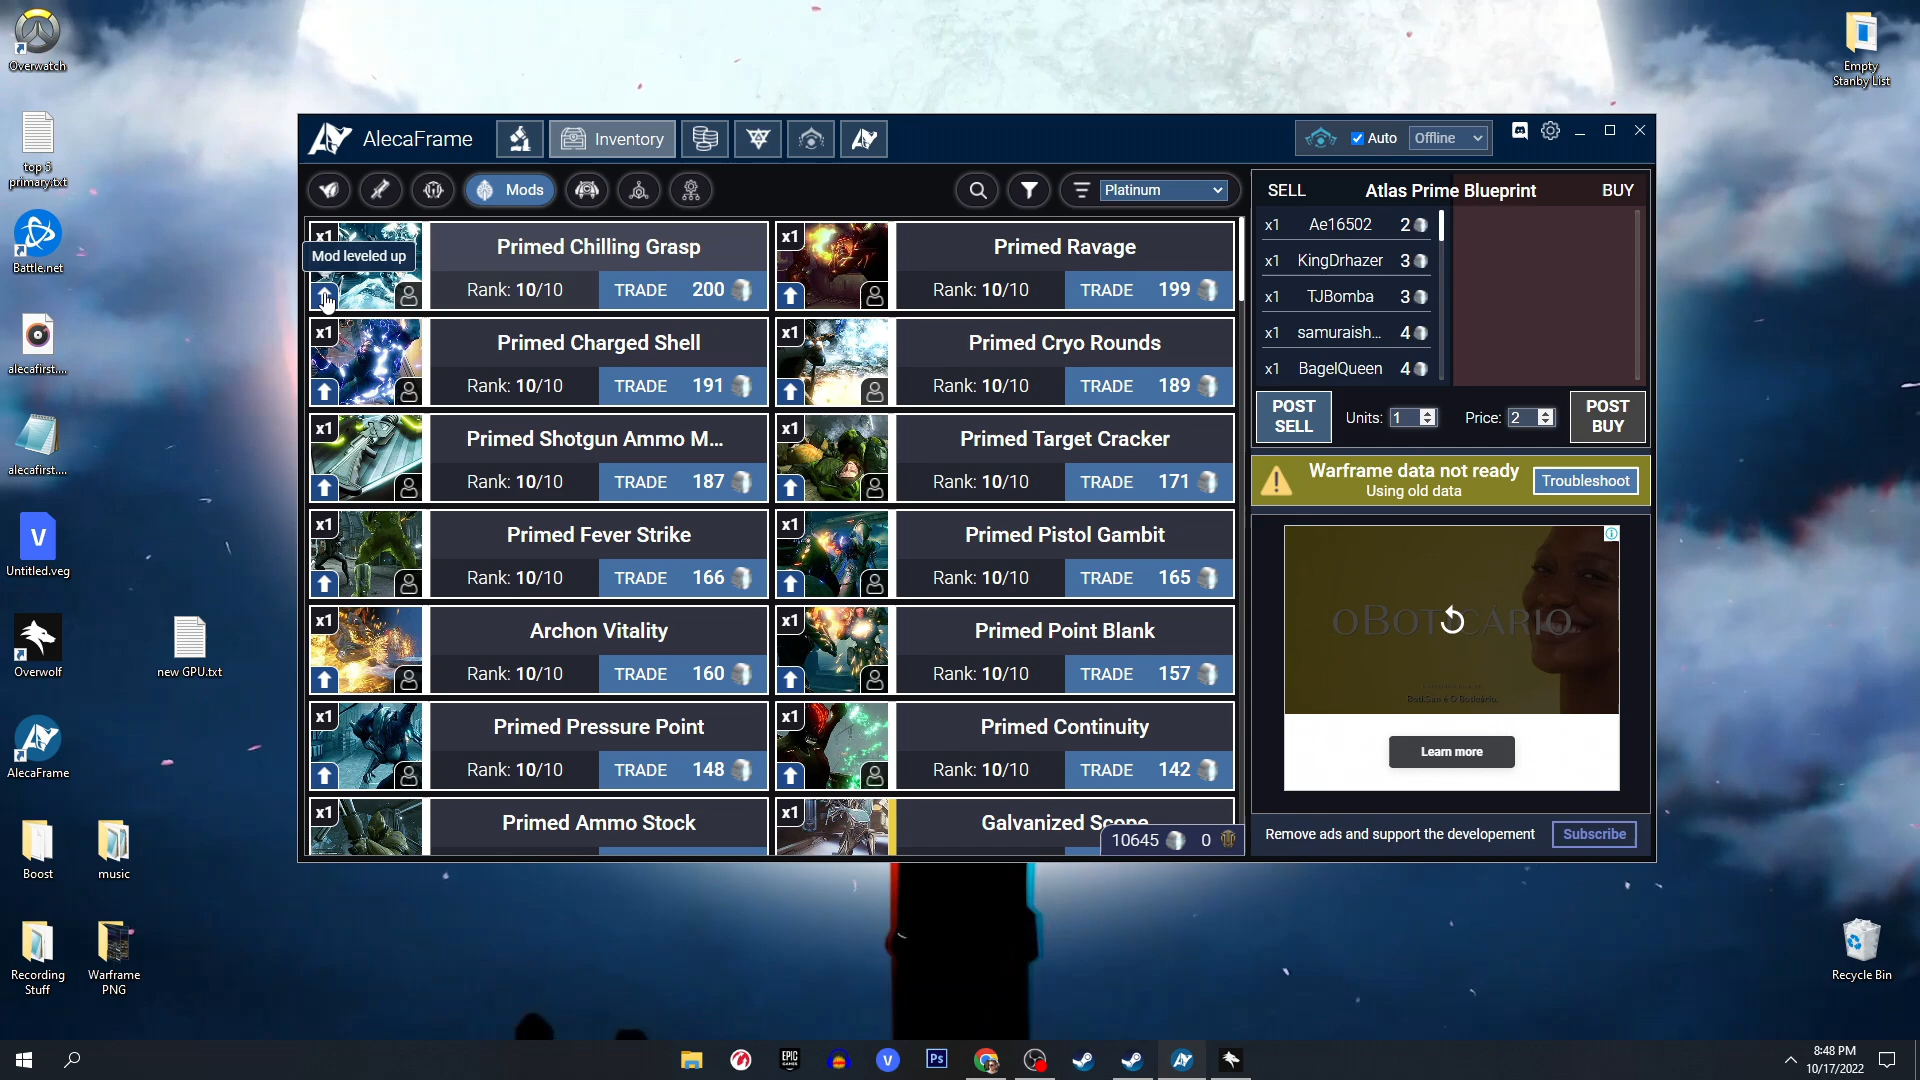 Overwatch
top 5
primary.txt
Battle.net
alecafirst....
alecafirst....
V
Untitled.veg
Overwolf
new GPU.txt
AlecaFrame
Boost
music
Recording
Stuff
Warframe
PNG
Empty
Stanby List
Recycle Bin
AlecaFrame
Inventory
Auto
Offline
Mods
Platinum
x1
Mod leveled up
Primed Chilling Grasp
Rank: 10/10
TRADE 200
x1
Primed Ravage
Rank: 10/10
TRADE 199
x1
Primed Charged Shell
Rank: 10/10
TRADE 191
x1
Primed Cryo Rounds
Rank: 10/10
TRADE 189
x1
Primed Shotgun Ammo M...
Rank: 10/10
TRADE 187
x1
Primed Target Cracker
Rank: 10/10
TRADE 171
x1
Primed Fever Strike
Rank: 10/10
TRADE 166
x1
Primed Pistol Gambit
Rank: 10/10
TRADE 165
x1
Archon Vitality
Rank: 10/10
TRADE 160
x1
Primed Point Blank
Rank: 10/10
TRADE 157
x1
Primed Pressure Point
Rank: 10/10
TRADE 148
x1
Primed Continuity
Rank: 10/10
TRADE 142
x1
Primed Ammo Stock
x1
Galvanized Scope
10645 0
SELL Atlas Prime Blueprint BUY
x1 Ae16502 2
x1 KingDrhazer 3
x1 TJBomba 3
x1 samuraish... 4
x1 BagelQueen 4
POST
SELL
Units: 1
Price: 2
POST
BUY
Warframe data not ready
Using old data
Troubleshoot
OBOTICÁRIO
Learn more
Remove ads and support the developement
Subscribe
EPIC
GAMES
V
Ps
8:48 PM
10/17/2022